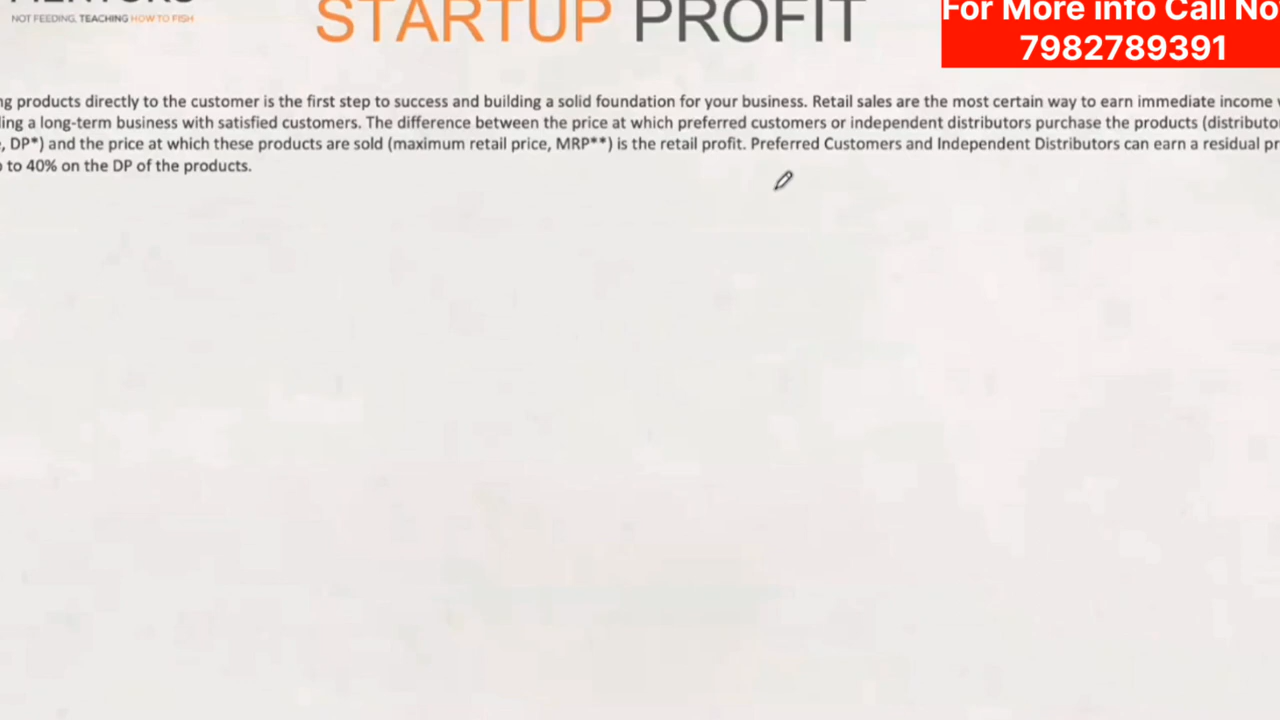 MENTORS
NOT FEEDING, TEACHING HOW TO FISH
STARTUP PROFIT
For More info Call No
7982789391
products directly to the customer is the first step to success and building a solid foundation for your business. Retail sales are the most certain way to earn immediate income
a long-term business with satisfied customers. The difference between the price at which preferred customers or independent distributors purchase the products
DP*) and the price at which these products are sold (maximum retail price, MRP**) is the retail profit. Preferred Customers and Independent Distributors can earn a residual
to 40% on the DP of the products.